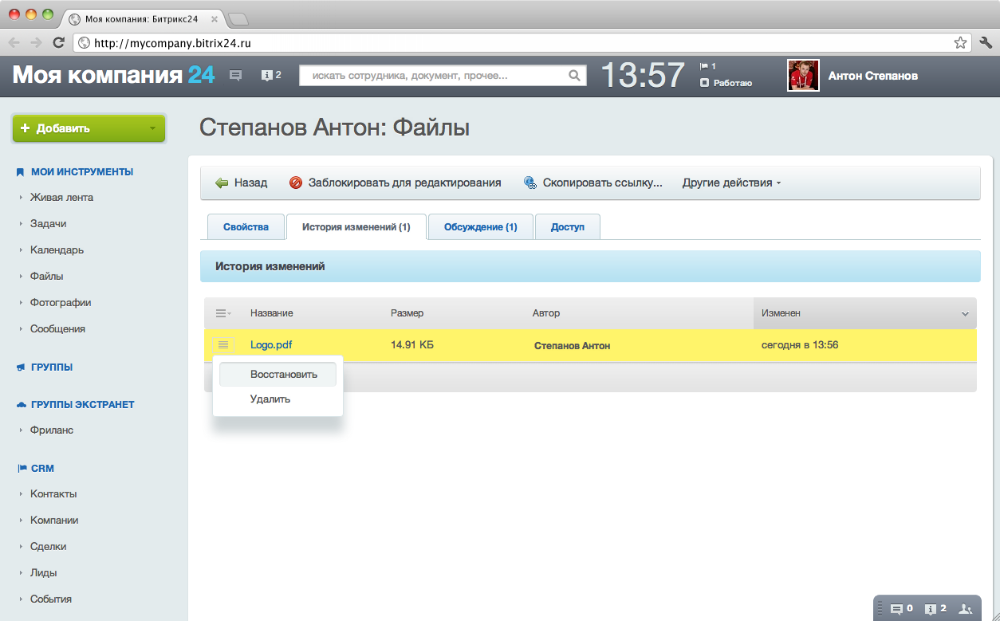 Моя компания: Битрикс24
http://mycompany.bitrix24.ru
Моя компания 24
2
искать сотрудника, документ, прочее...
13:57
1
Работаю
Антон Степанов
Добавить
Степанов Антон: Файлы
МОИ ИНСТРУМЕНТЫ
Живая лента
Задачи
Календарь
Файлы
Фотографии
Сообщения
ГРУППЫ
ГРУППЫ ЭКСТРАНЕТ
Фриланс
CRM
Контакты
Компании
Сделки
Лиды
События
Назад
Заблокировать для редактирования
Скопировать ссылку...
Другие действия
Свойства
История изменений (1)
Обсуждение (1)
Доступ
История изменений
Название Размер Автор Изменен
Logo.pdf 14.91 КБ Степанов Антон сегодня в 13:56
Восстановить
Удалить
0 2